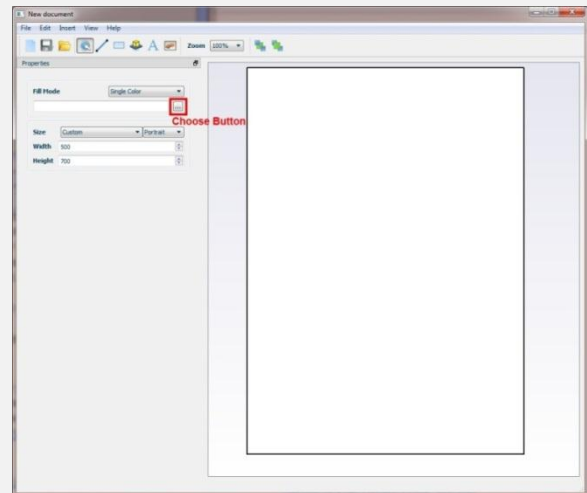 New document
File Edit Insert View Help
A Zoom 100%
Properties
Fill Mode Single Color
...
Choose Button
Size Custom Portrait
Width 500
Height 700